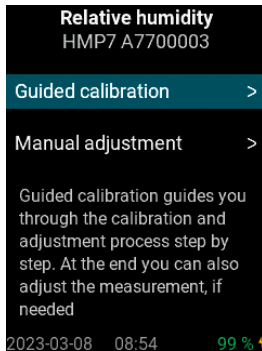 Relative humidity
HMP7 A7700003
Guided calibration >
Manual adjustment >
Guided calibration guides you
through the calibration and
adjustment process step by
step. At the end you can also
adjust the measurement, if
needed
2023-03-08 08:54 99 %